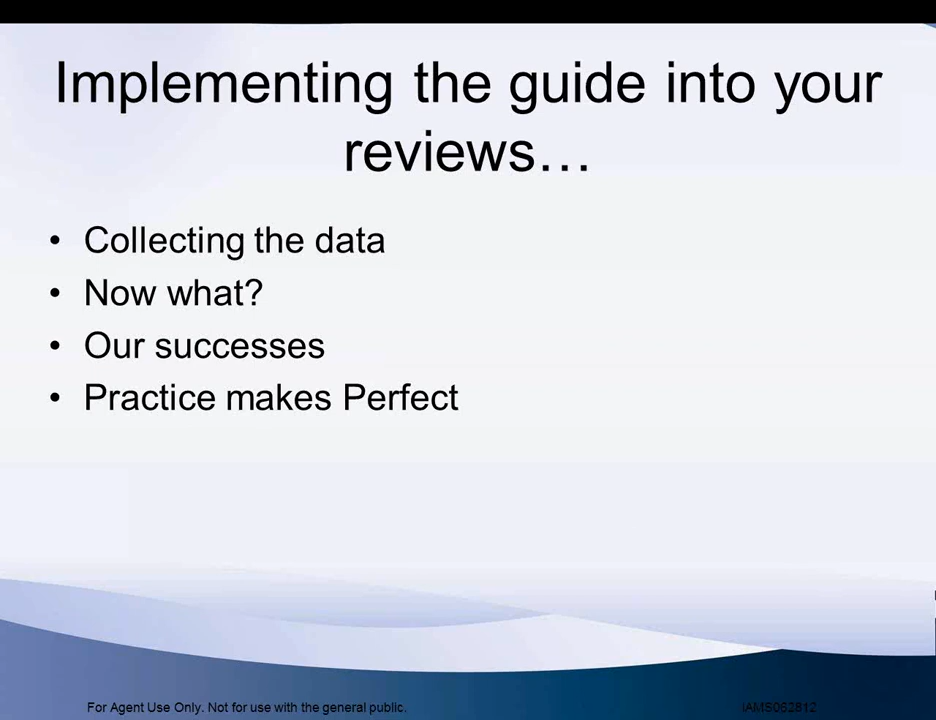 Implementing the guide into your
reviews…
• Collecting the data
• Now what?
• Our successes
• Practice makes Perfect
For Agent Use Only. Not for use with the general public.
IAMS062812